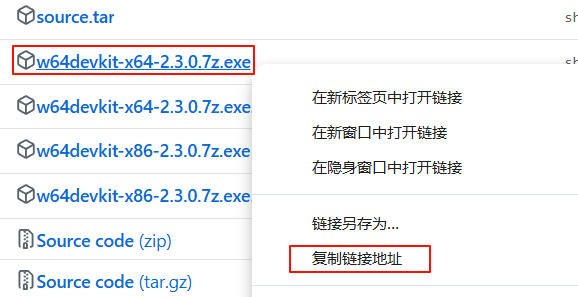 source.tar
sh
w64devkit-x64-2.3.0.7z.exe
sh
w64devkit-x64-2.3.0.7z.exe.
w64devkit-x86-2.3.0.7z.exe
w64devkit-x86-2.3.0.7z.exe.
Source code (zip)
Source code (tar.gz)
在新标签页中打开链接
在新窗口中打开链接
在隐身窗口中打开链接
链接另存为...
复制链接地址